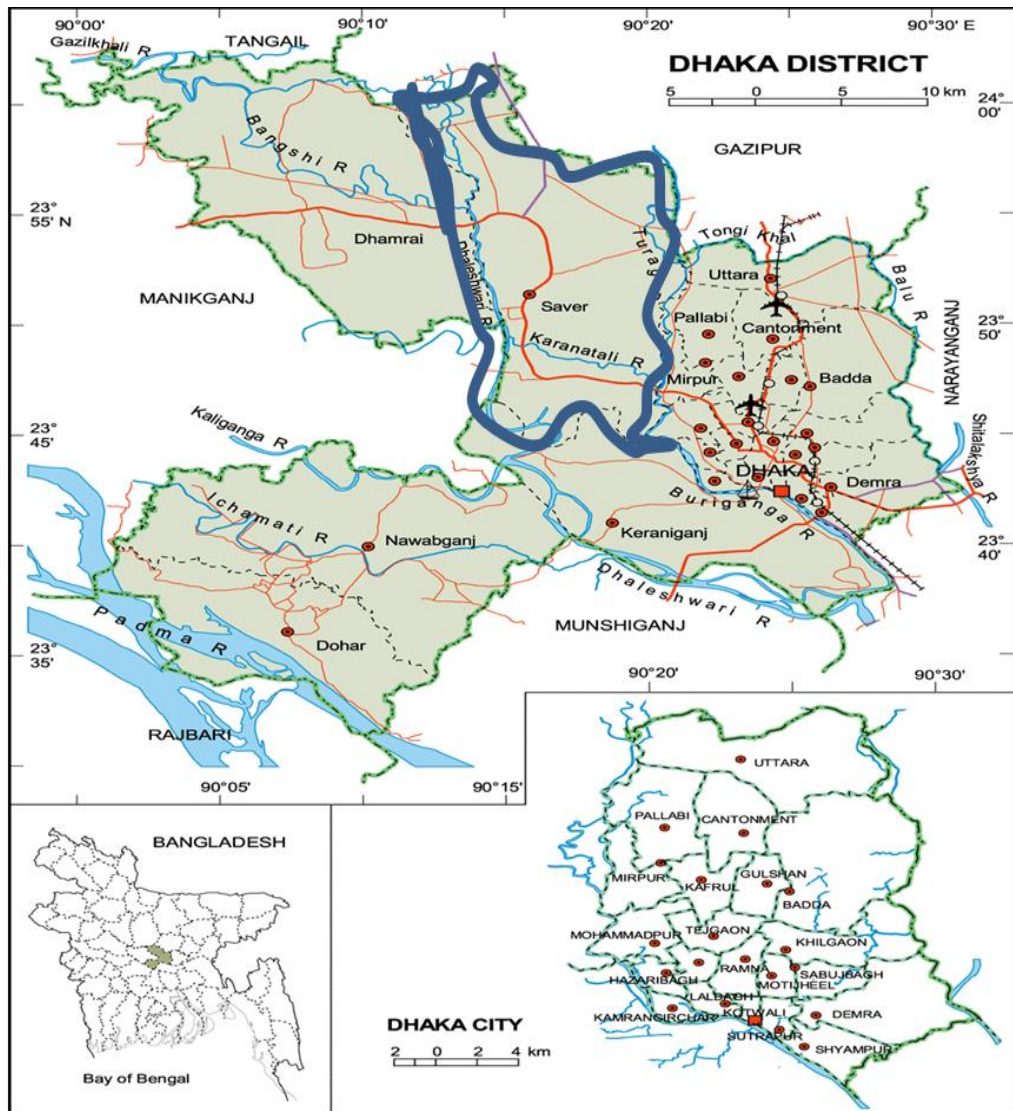 90°00'
90°10'
90°20'
90°30' E
Gazilkhali R
TANGAIL
DHAKA DISTRICT
5 0 1 0 5 10 km
24°
00'
GAZIPUR
Bangshi R
23°
55' N
Dhamrai
Dhaleshwari R
Turag
Tongi Khal
Uttara
Balu R
MANIKGANJ
Saver
Pallabi
Cantonment
23°
50'
Karanatali R
Mirpur
Badda
NARAYANGANJ
Kaliganga R
23°
45'
23°
45'
Shitalakshya R
DHAKA
Demra
Ichamati R
Nawabganj
Buriganga R
Keraniganj
23°
40'
Dhaleshwari R
Padma R
Dohar
MUNSHIGANJ
23°
35'
RAJBARI
90°20'
90°30'
90°05'
90°15'
BANGLADESH
Bay of Bengal
UTTARA
PALLABI
CANTONMENT
MIRPUR
KAFRUL
GULSHAN
BADDA
MOHAMMADPUR
TEJGAON
KHILGAON
RAMNA
SABUJBAGH
HAZARIBAGH
MOTIJHEEL
LALBAGH
KAMRANGIRCHAR
KOTWALI
DEMRA
SUTRAPUR
SHYAMPUR
DHAKA CITY
2 0 2 4 km